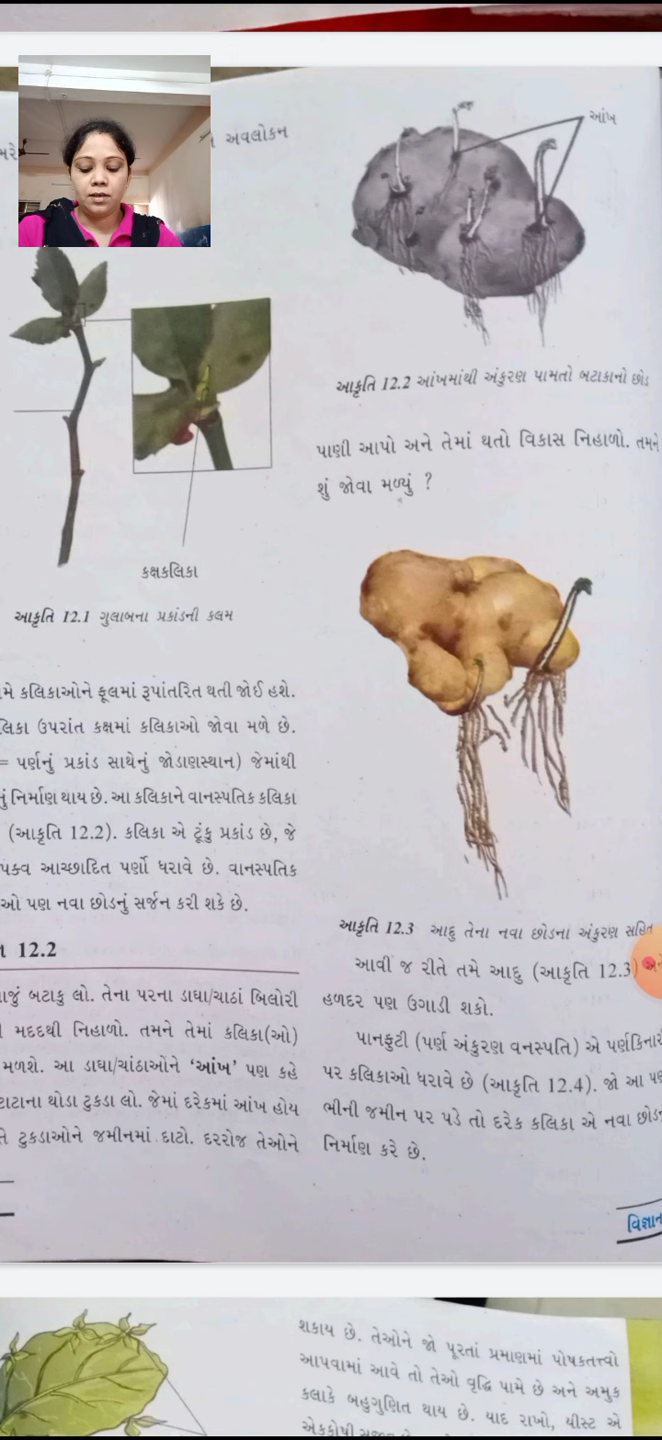 અવલોકન
કક્ષકલિકા
આકૃતિ 12.1 ગુલાબના પ્રકાંડની કલમ
મે કલિકાઓને ફૂલમાં રૂપાંતરિત થતી જોઈ હશે.
લિકા ઉપરાંત કક્ષમાં કલિકાઓ જોવા મળે છે.
= પર્ણનું પ્રકાંડ સાથેનું જોડાણસ્થાન) જેમાંથી
નું નિર્માણ થાય છે. આ કલિકાને વાનસ્પતિક કલિકા
(આકૃતિ 12.2). કલિકા એ ટૂંકુ પ્રકાંડ છે, જે
પક્વ આચ્છાદિત પર્ણો ધરાવે છે. વાનસ્પતિક
ઓ પણ નવા છોડનું સર્જન કરી શકે છે.
12.2
બટાકુ લો. તેના પરના ડાઘા/ચાઠાં બિલોરી
મદદથી નિહાળો. તમને તેમાં કલિકા(ઓ)
મળશે. આ ડાઘા/ચાંઠાઓને ‘આંખ’ પણ કહે
ટાટાના થોડા ટુકડા લો. જેમાં દરેકમાં આંખ હોય
ટુકડાઓને જમીનમાં દાટો. દરરોજ તેઓને
આંખ
આકૃતિ 12.2 આંખમાંથી અંકુરણ પામતો બટાકાનો છોડ
પાણી આપો અને તેમાં થતો વિકાસ નિહાળો. તમને
શું જોવા મળ્યું ?
આકૃતિ 12.3 આદુ તેના નવા છોડના અંકુરણ સહિત
આવી જ રીતે તમે આદુ (આકૃતિ 12.3) અને
હળદર પણ ઉગાડી શકો.
પાનફુટી (પર્ણ અંકુરણ વનસ્પતિ) એ પર્ણકિનારી
પર કલિકાઓ ધરાવે છે (આકૃતિ 12.4). જો આ પર્ણ
ભીની જમીન પર પડે તો દરેક કલિકા એ નવા છોડનું
નિર્માણ કરે છે.
વિજ્ઞાન
શકાય છે. તેઓને જો પૂરતાં પ્રમાણમાં પોષકતત્ત્વો
આપવામાં આવે તો તેઓ વૃદ્ધિ પામે છે અને અમુક
કલાકે બહુગુણિત થાય છે. યાદ રાખો, યીસ્ટ એ
એકકોષી